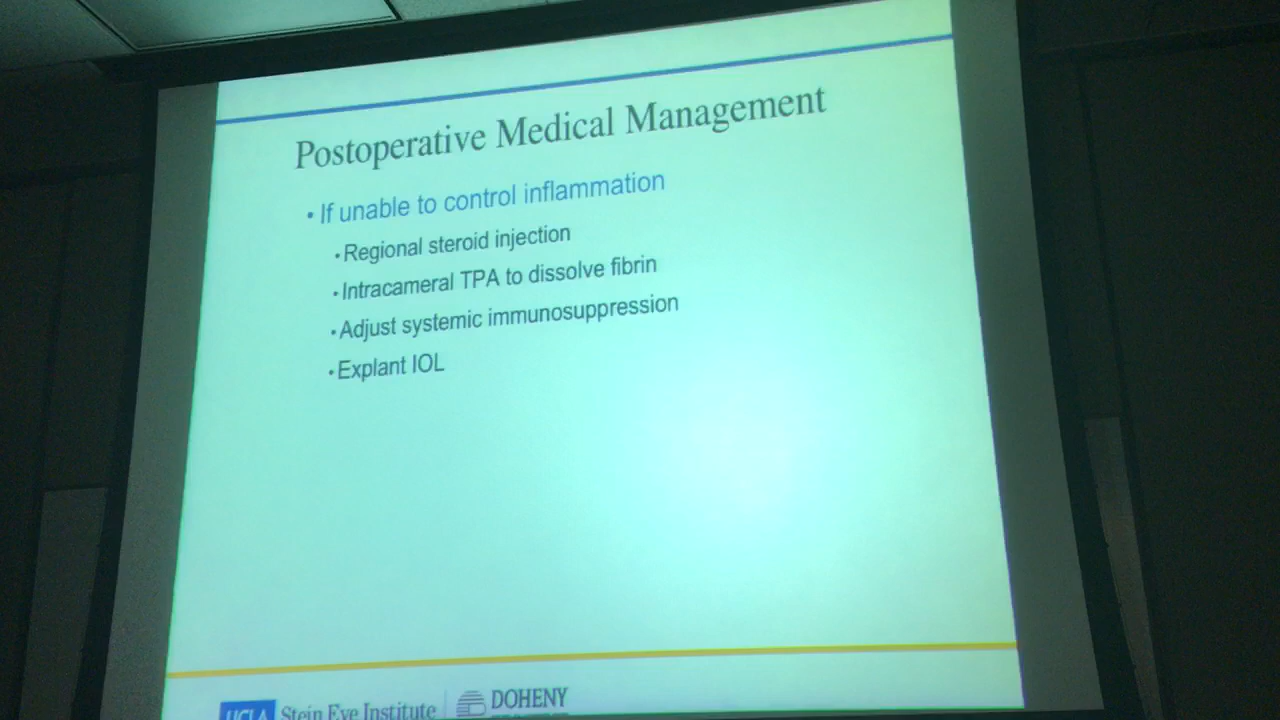 Postoperative Medical Management
• If unable to control inflammation
• Regional steroid injection
• Intracameral TPA to dissolve fibrin
• Adjust systemic immunosuppression
• Explant IOL
UCLA Stein Eye Institute DOHENY